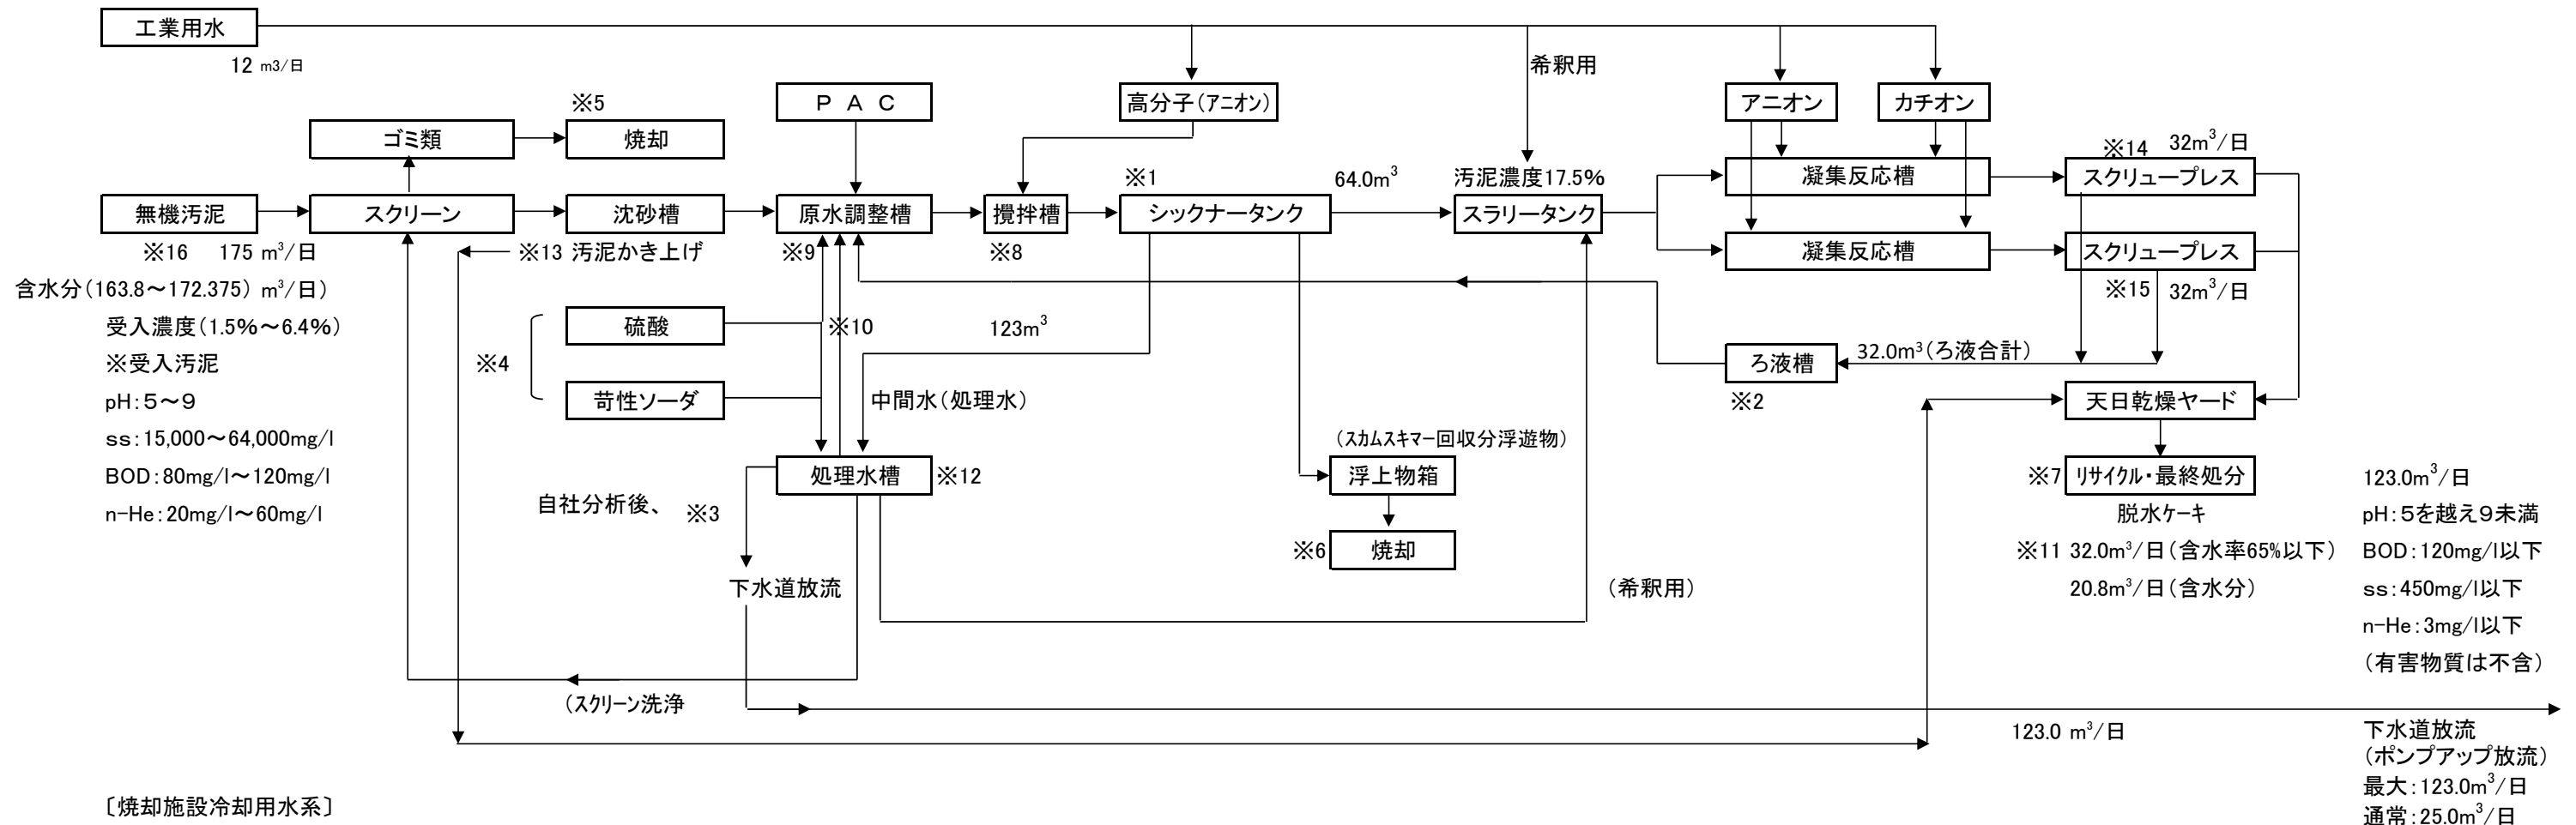 工業用水
12 m3/日
希釈用
※5
ＰＡＣ
高分子（アニオン）
アニオン
カチオン
ゴミ類
焼却
※14 32m³/日
※1
64.0m³
汚泥濃度17.5%
凝集反応槽
スクリュープレス
無機汚泥
スクリーン
沈砂槽
原水調整槽
攪拌槽
シックナータンク
スラリータンク
※16 175 m³/日
※13 汚泥かき上げ
※9
※8
凝集反応槽
スクリュープレス
含水分（163.8～172.375） m³/日）
※15 32m³/日
受入濃度（1.5%～6.4%）
硫酸
※10
123m³
※受入汚泥
※4
ろ液槽
32.0m³（ろ液合計）
pH：5～9
苛性ソーダ
中間水（処理水）
※2
天日乾燥ヤード
ss：15,000～64,000mg/l
（スカムスキマー回収分浮遊物）
BOD：80mg/l～120mg/l
処理水槽
※12
浮上物箱
※7
リサイクル・最終処分
123.0m³/日
n-He：20mg/l～60mg/l
自社分析後、 ※3
脱水ケーキ
pH：5を越え9未満
※6
焼却
※11 32.0m³/日（含水率65%以下）
BOD：120mg/l以下
下水道放流
（希釈用）
20.8m³/日（含水分）
ss：450mg/l以下
n-He：3mg/l以下
（有害物質は不含）
（スクリーン洗浄
123.0 m³/日
下水道放流
（ポンプアップ放流）
最大：123.0m³/日
〔焼却施設冷却用水系〕
通常：25.0m³/日